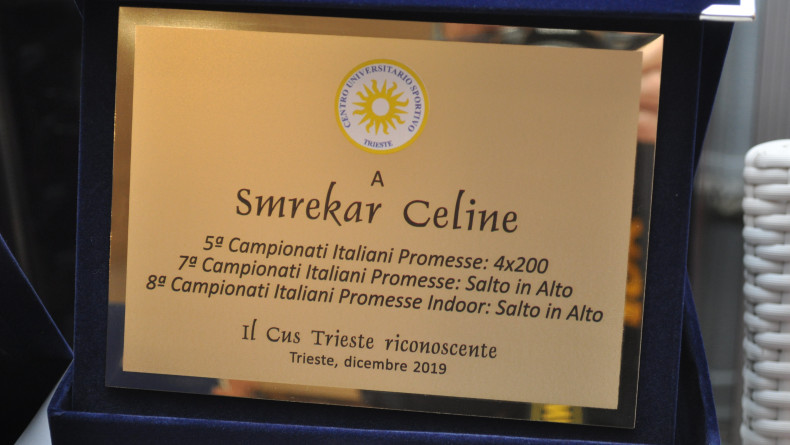 CENTRO UNIVERSITARIO SPORTIVO
TRIESTE
A
Smrekar Celine
5ª Campionati Italiani Promesse: 4x200
7ª Campionati Italiani Promesse: Salto in Alto
8ª Campionati Italiani Promesse Indoor: Salto in Alto
Il Cus Trieste riconoscente
Trieste, dicembre 2019